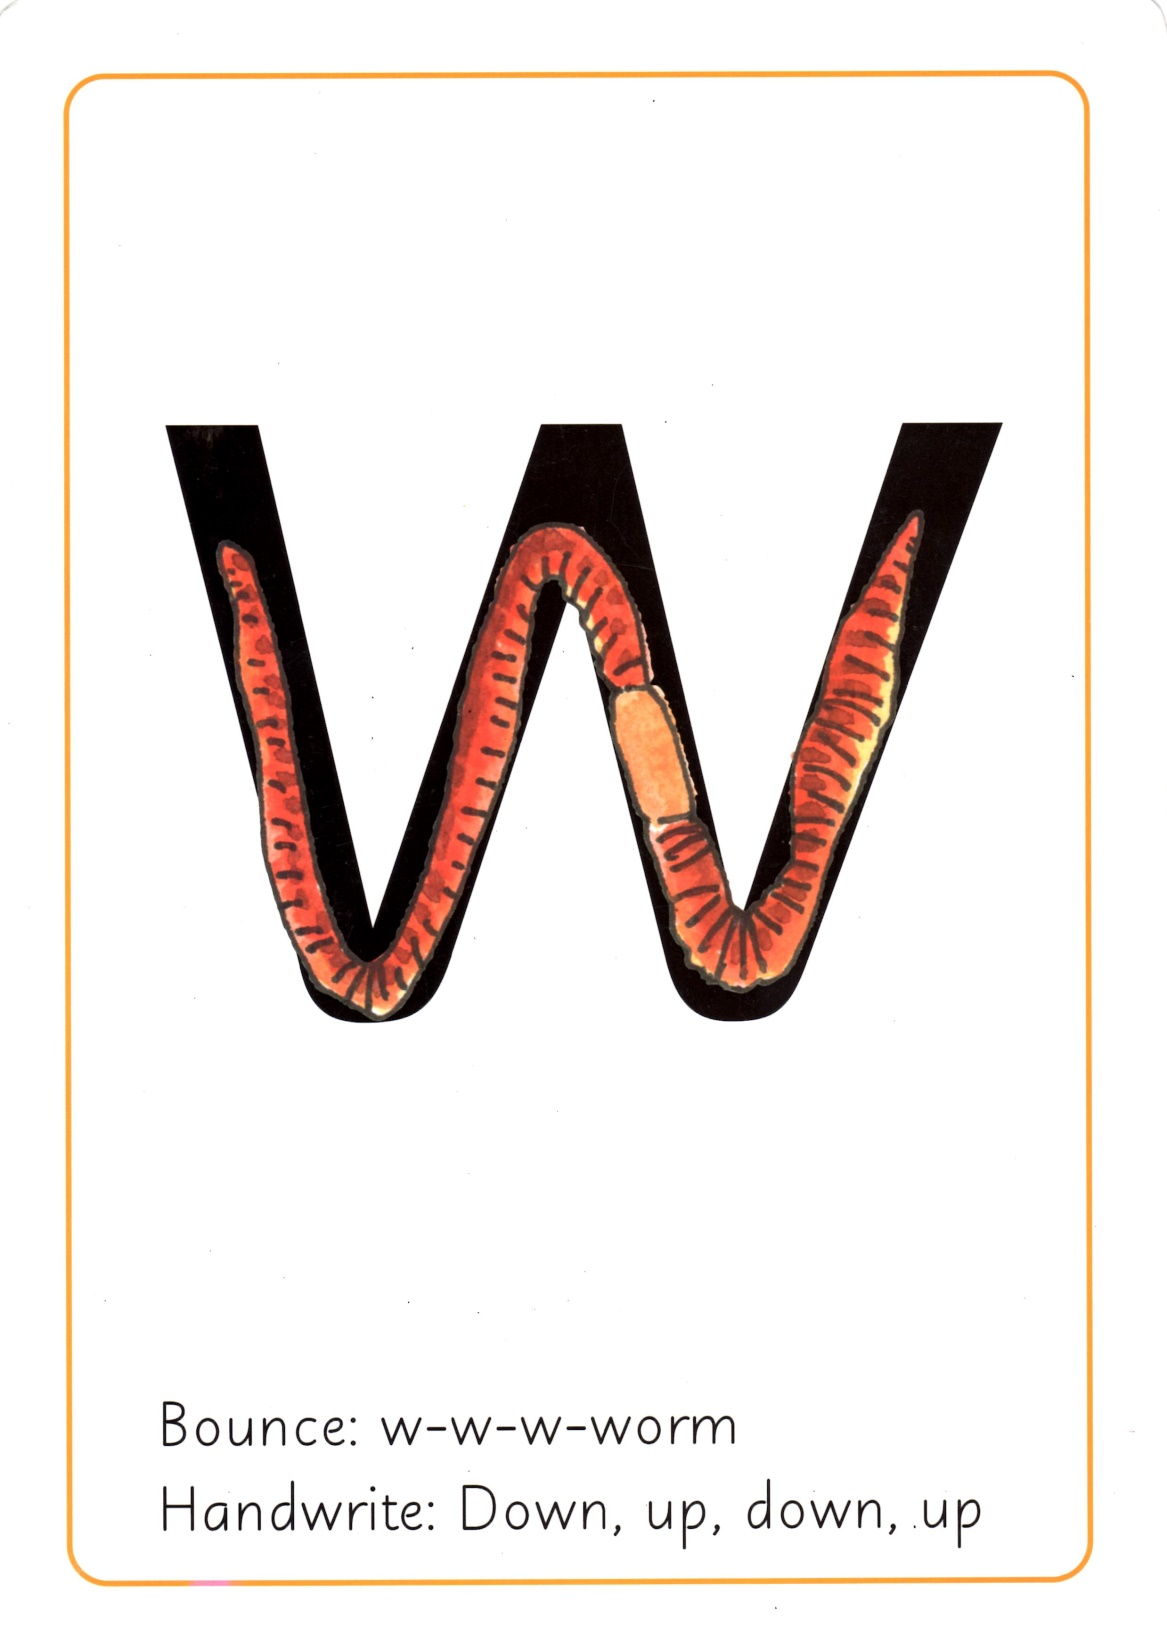 w
Bounce: w-w-w-worm
Handwrite: Down, up, down, up